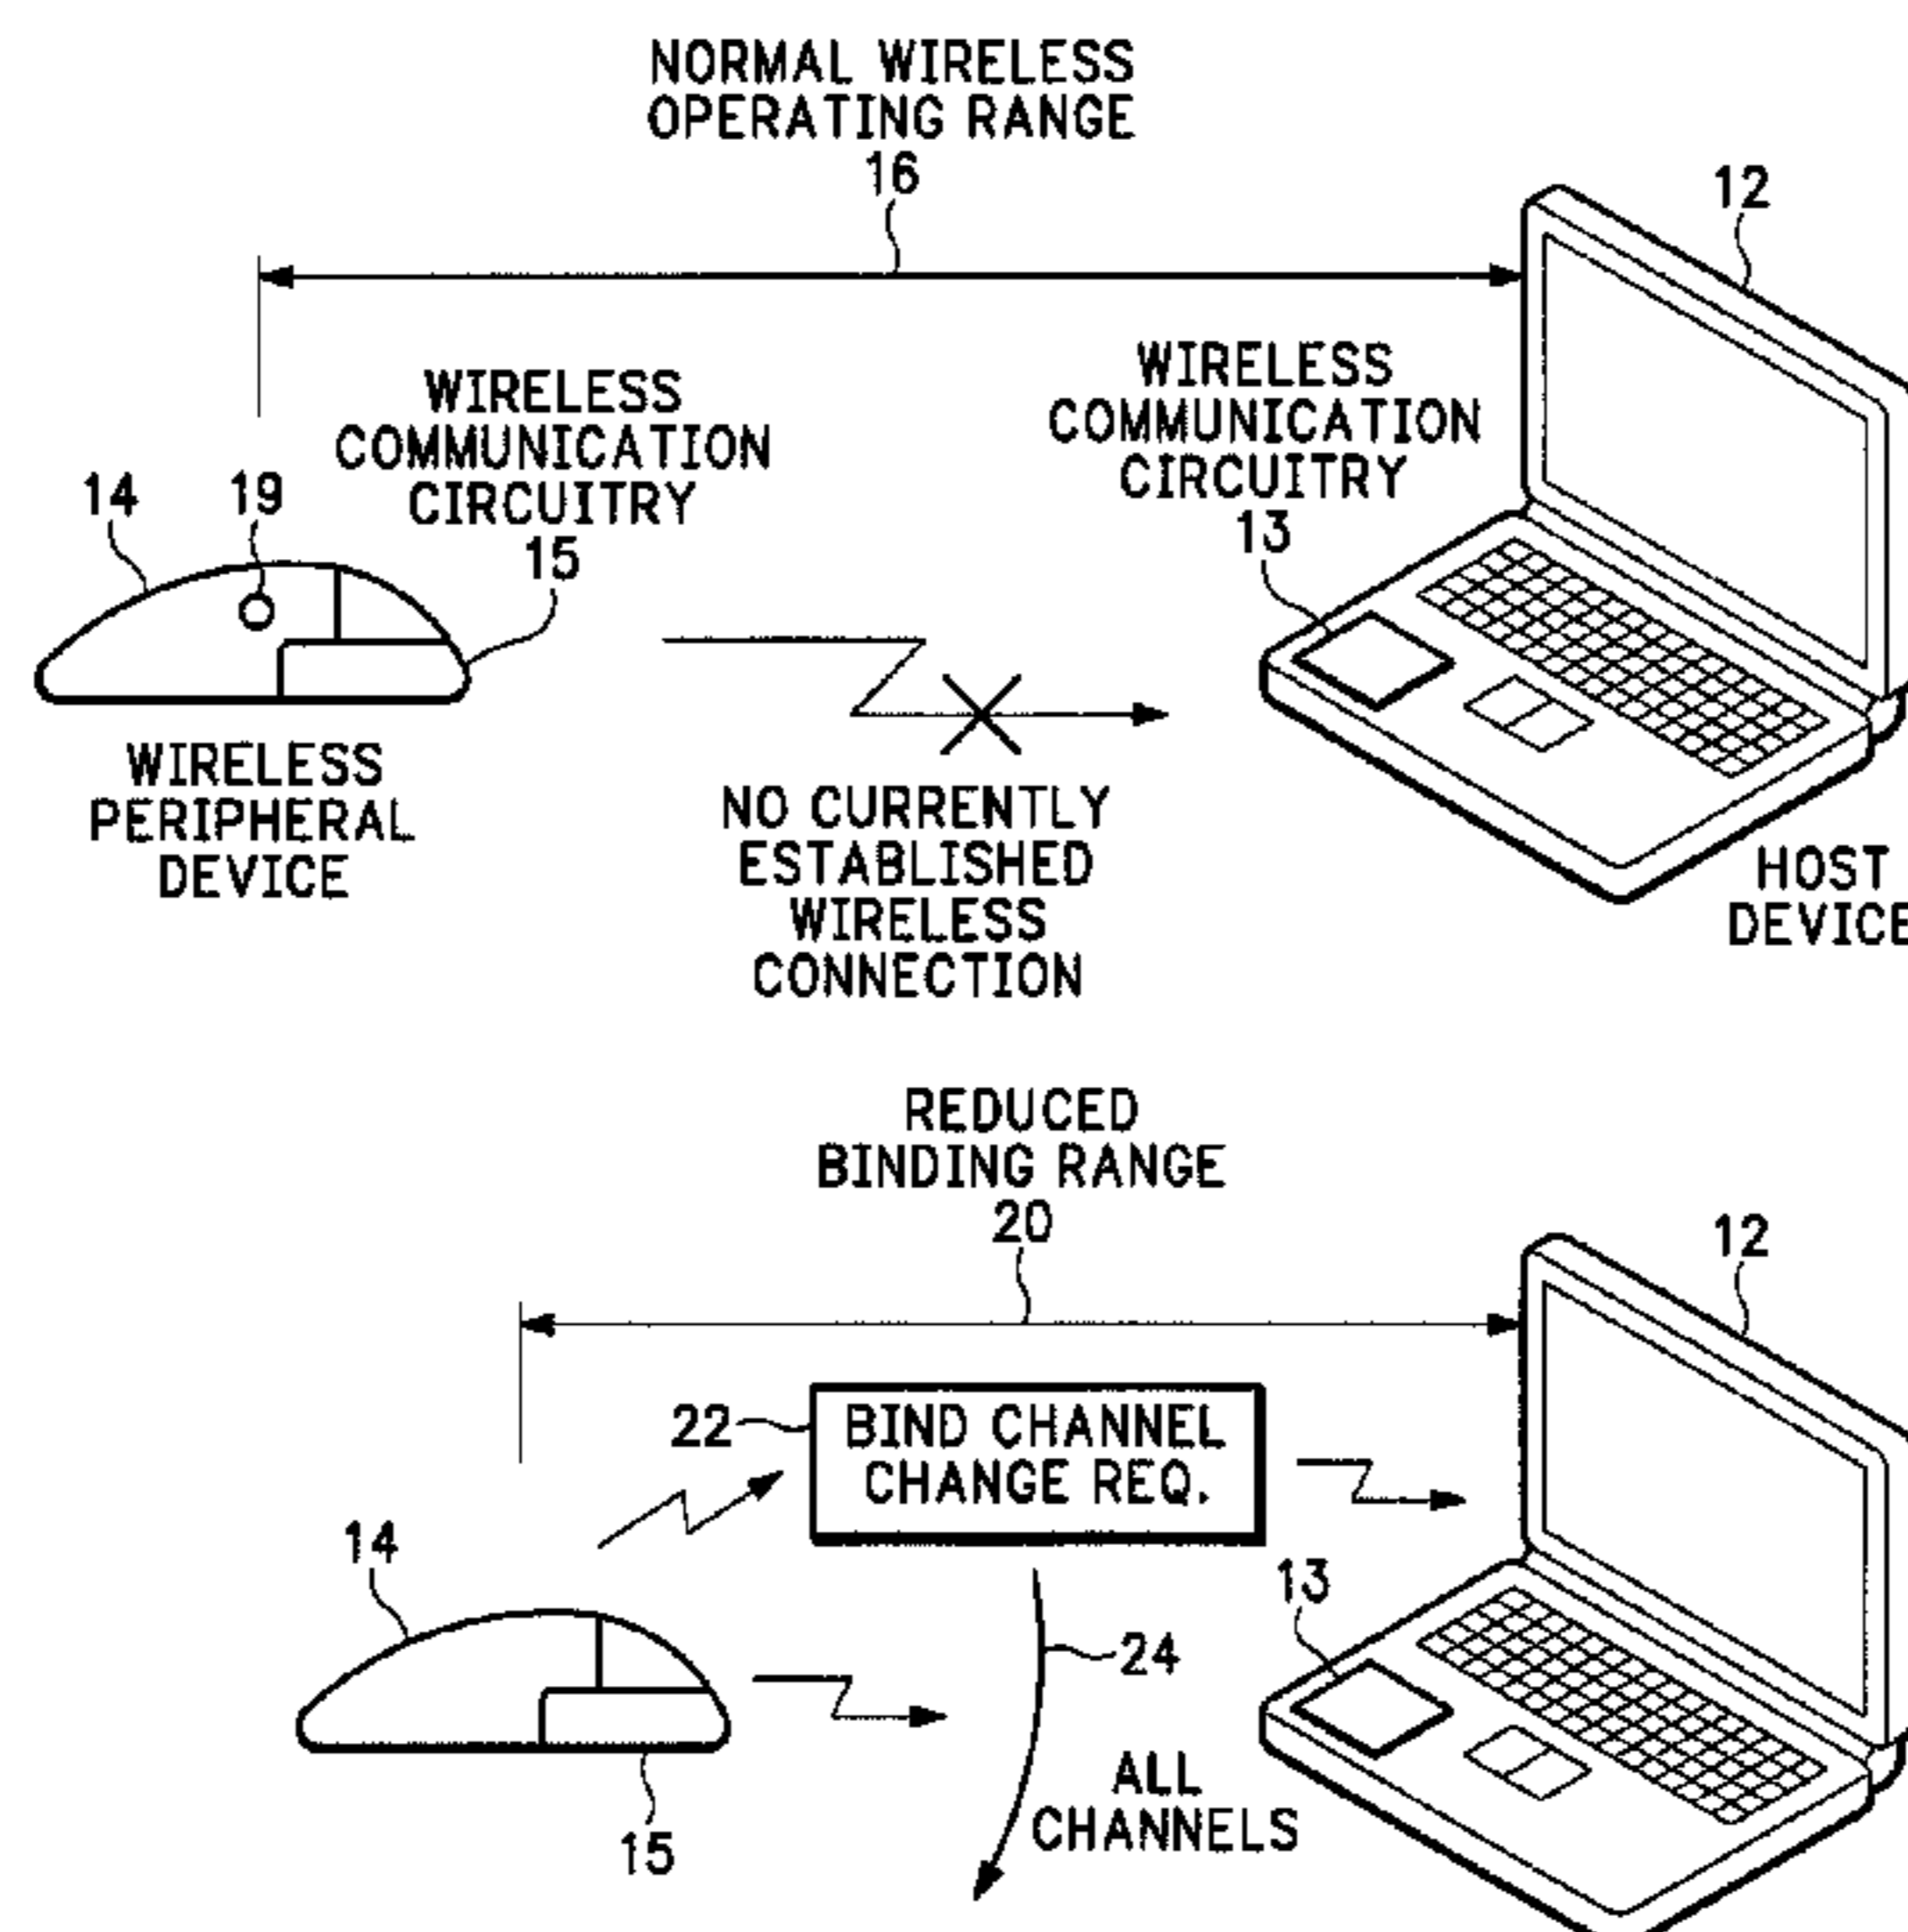 NORMAL WIRELESS
OPERATING RANGE
16
12
WIRELESS
COMMUNICATION
CIRCUITRY
15
WIRELESS
COMMUNICATION
CIRCUITRY
13
14
19
WIRELESS
PERIPHERAL
DEVICE
NO CURRENTLY
ESTABLISHED
WIRELESS
CONNECTION
HOST
DEVICE
REDUCED
BINDING RANGE
20
12
22
BIND CHANNEL
CHANGE REQ.
14
13
24
ALL
CHANNELS
15